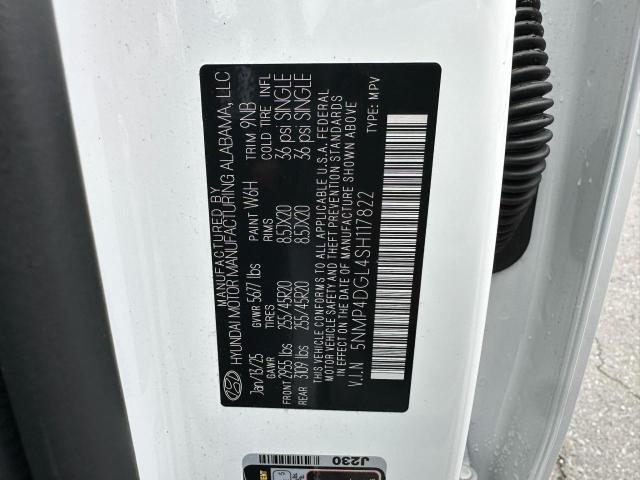 MANUFACTURED BY
HYUNDAI MOTOR MANUFACTURING ALABAMA, LLC
Jan/13/25 GVWR 5677 lbs PAINT W6H TRIM 9NB
GAWR TIRES RIMS COLD TIRE INFL
FRONT 2955 lbs 255/45R20 8.5JX20 36 psi SINGLE
REAR 3109 lbs 255/45R20 8.5JX20 36 psi SINGLE
THIS VEHICLE CONFORMS TO ALL APPLICABLE U.S.A. FEDERAL
MOTOR VEHICLE SAFETY AND THEFT PREVENTION STANDARDS
IN EFFECT ON THE DATE OF MANUFACTURE SHOWN ABOVE
V.I.N 5NMP4DGL4SH117822 TYPE: MPV
J230